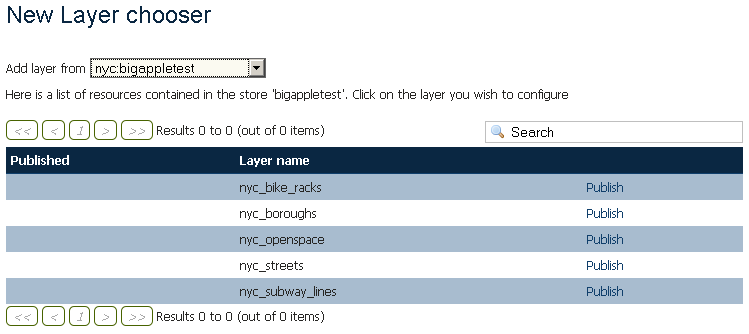 New Layer chooser
Add layer from nyc:bigappletest
Here is a list of resources contained in the store 'bigappletest'. Click on the layer you wish to configure
<< < 1 > >> Results 0 to 0 (out of 0 items) Search
Published Layer name
nyc_bike_racks Publish
nyc_boroughs Publish
nyc_openspace Publish
nyc_streets Publish
nyc_subway_lines Publish
<< < 1 > >> Results 0 to 0 (out of 0 items)